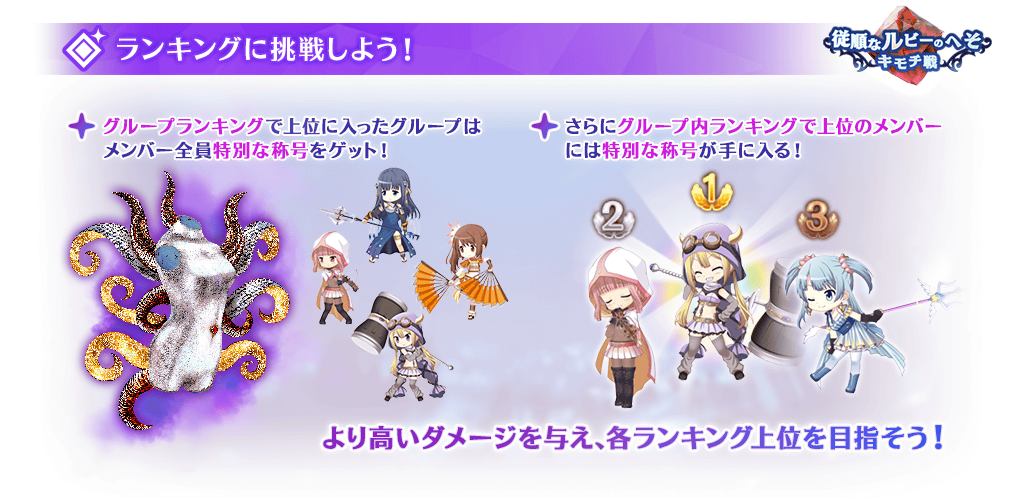 ランキングに挑戦しよう!
従順なルビーのへそ
キモチ戦
グループランキングで上位に入ったグループは
メンバー全員特別な称号をゲット!
さらにグループ内ランキングで上位のメンバー
には特別な称号が手に入る!
1
2
3
より高いダメージを与え、各ランキング上位を目指そう!